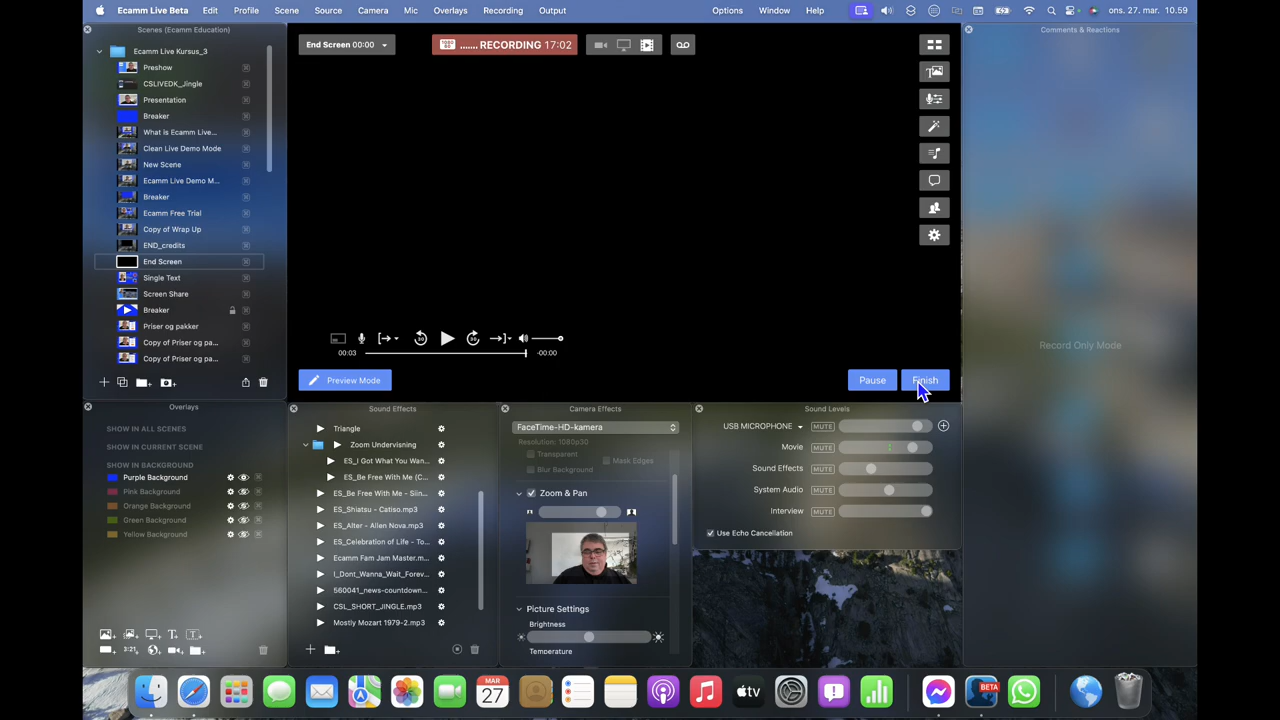 Ecamm Live Beta Edit Profile Scene Source Camera Mic Overlays Recording Output Options Window Help ons. 27. mar. 10.59
Scenes (Ecamm Education)
Ecamm Live Kursus_3
Preshow
CSLIVEDK_Jingle
Presentation
Breaker
What is Ecamm Live...
Clean Live Demo Mode
New Scene
Ecamm Live Demo M...
Breaker
Ecamm Free Trial
Copy of Wrap Up
END_credits
End Screen
Single Text
Screen Share
Breaker
Priser og pakker
Copy of Priser og pa...
Copy of Priser og pa...
End Screen 00:00
....... RECORDING 17:02
30
30
00:03
-00:00
Preview Mode
Pause
Finish
Comments & Reactions
Record Only Mode
Overlays
SHOW IN ALL SCENES
SHOW IN CURRENT SCENE
SHOW IN BACKGROUND
Purple Background
Pink Background
Orange Background
Green Background
Yellow Background
3:21
Sound Effects
Triangle
Zoom Undervisning
ES_I Got What You Wan...
ES_Be Free With Me (C...
ES_Be Free With Me - Siin...
ES_Shiatsu - Catiso.mp3
ES_Alter - Allen Nova.mp3
ES_Celebration of Life - To...
Ecamm Fam Jam Master.m...
I_Dont_Wanna_Wait_Forev...
560041_news-countdown...
CSL_SHORT_JINGLE.mp3
Mostly Mozart 1979-2.mp3
Camera Effects
FaceTime-HD-kamera
Resolution: 1080p30
Transparent
Mask Edges
Blur Background
Zoom & Pan
Picture Settings
Brightness
Temperature
Sound Levels
USB MICROPHONE MUTE
Movie MUTE
Sound Effects MUTE
System Audio MUTE
Interview MUTE
Use Echo Cancellation
MAR
27
tv
BETA